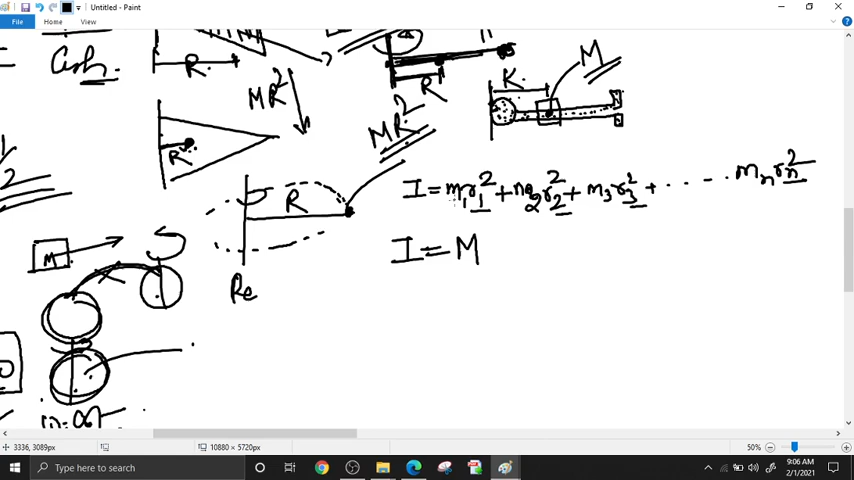 Untitled - Paint
File
Home
View
R
R
MR²
R
MR²
R
K
M
I = m₁r₁² + m₂r₂² + m₃r₃² + ...... mₙrₙ²
I = M
Re
M
2
3336, 3089px
10880 × 5720px
50%
Type here to search
9:06 AM
2/1/2021